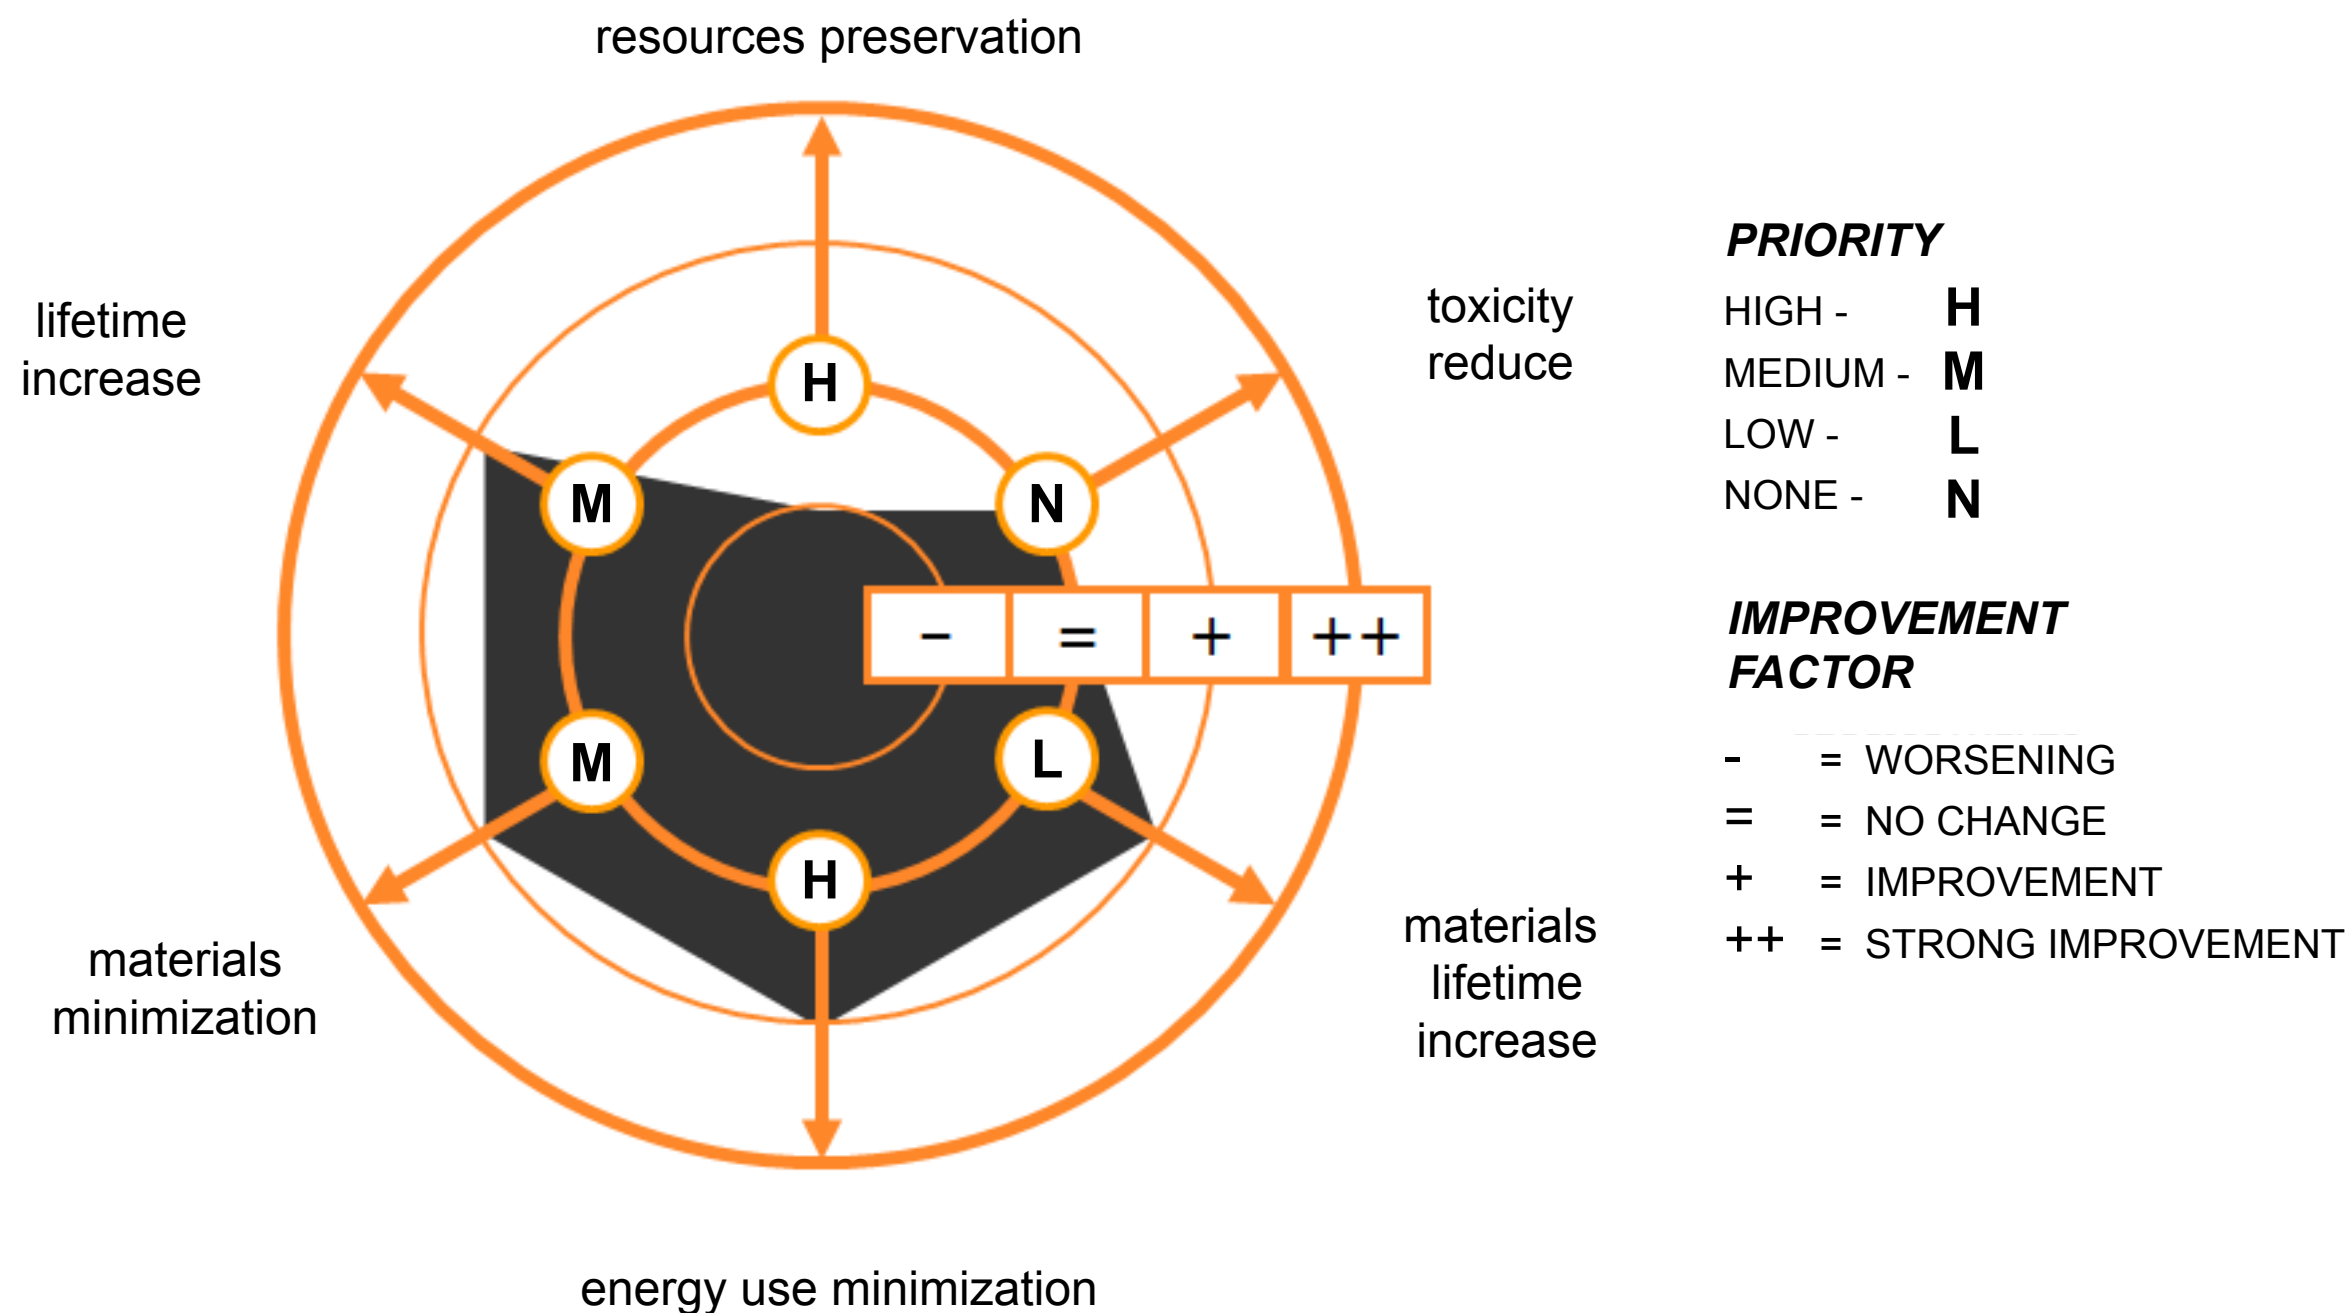 resources preservation
lifetime
increase
toxicity
reduce
H
M
N
- = + ++
M
L
H
materials
minimization
materials
lifetime
increase
energy use minimization
PRIORITY
HIGH - H
MEDIUM - M
LOW - L
NONE - N
IMPROVEMENT
FACTOR
- = WORSENING
= = NO CHANGE
+ = IMPROVEMENT
++ = STRONG IMPROVEMENT